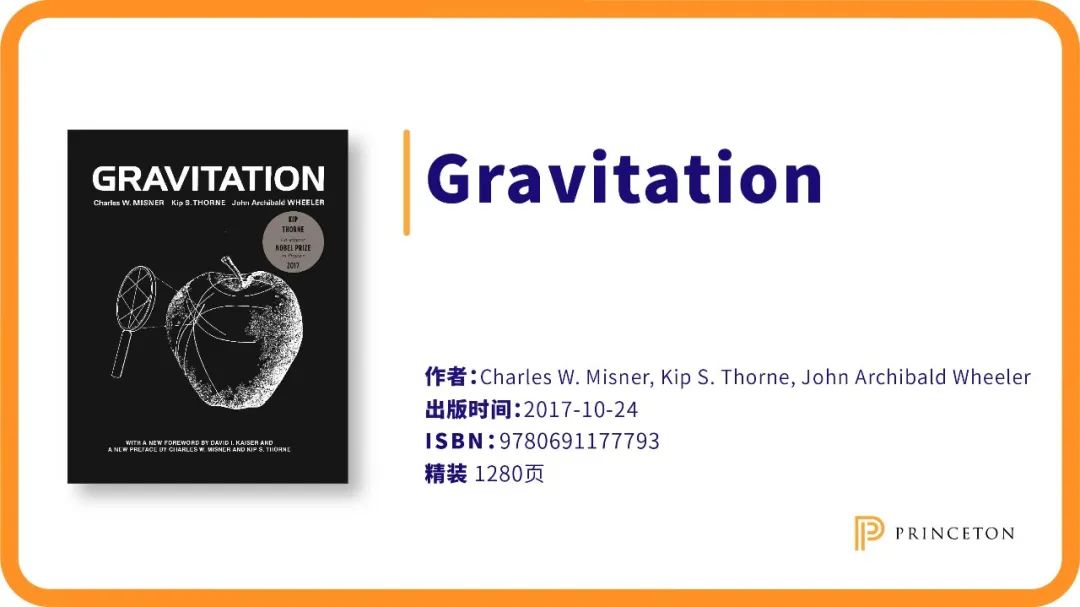 GRAVITATION
Charles W. MISNER Kip S. THORNE John Archibald WHEELER
KIP
THORNE
NOBEL PRIZE
2017
WITH A NEW FOREWORD BY DAVID I. KAISER AND
A NEW PREFACE BY CHARLES W. MISNER AND KIP S. THORNE
Gravitation
作者:Charles W. Misner, Kip S. Thorne, John Archibald Wheeler
出版时间:2017-10-24
ISBN:9780691177793
精装 1280页
PRINCETON